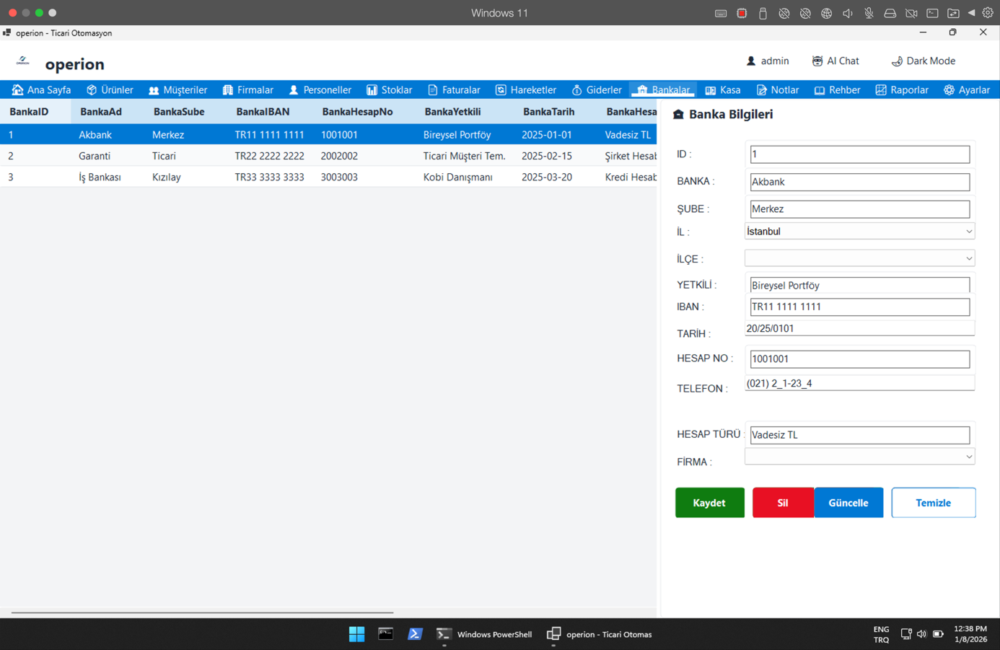 Windows 11
operion - Ticari Otomasyon
operion
admin
AI Chat
Dark Mode
Ana Sayfa
Ürünler
Müşteriler
Firmalar
Personeller
Stoklar
Faturalar
Hareketler
Giderler
Bankalar
Kasa
Notlar
Rehber
Raporlar
Ayarlar
BankaID BankaAd BankaSube BankaIBAN BankaHesapNo BankaYetkili BankaTarih BankaHesa
1 Akbank Merkez TR11 1111 1111 1001001 Bireysel Portföy 2025-01-01 Vadesiz TL
2 Garanti Ticari TR22 2222 2222 2002002 Ticari Müşteri Tem. 2025-02-15 Şirket Hesab
3 İş Bankası Kızılay TR33 3333 3333 3003003 Kobi Danışmanı 2025-03-20 Kredi Hesab
Banka Bilgileri
ID : 1
BANKA : Akbank
ŞUBE : Merkez
İL : İstanbul
İLÇE :
YETKİLİ : Bireysel Portföy
IBAN : TR11 1111 1111
TARİH : 20/25/0101
HESAP NO : 1001001
TELEFON : (021) 2_1-23_4
HESAP TÜRÜ : Vadesiz TL
FİRMA :
Kaydet
Sil
Güncelle
Temizle
Windows PowerShell
operion - Ticari Otomas
ENG
TRQ
12:38 PM
1/8/2026